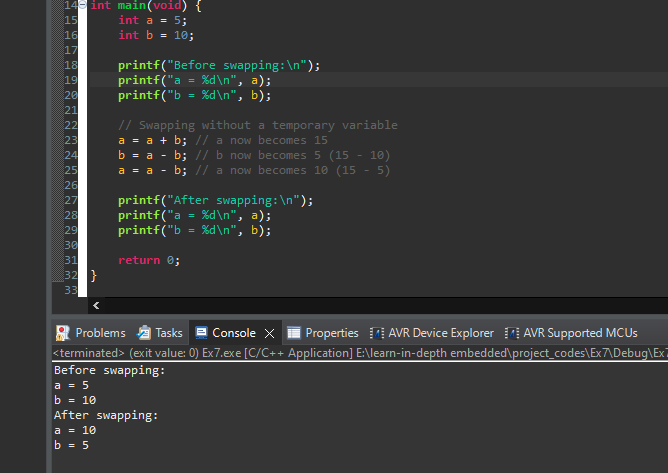 14 int main(void) {
15     int a = 5;
16     int b = 10;
17
18     printf("Before swapping:\n");
19     printf("a = %d\n", a);
20     printf("b = %d\n", b);
21
22     // Swapping without a temporary variable
23     a = a + b; // a now becomes 15
24     b = a - b; // b now becomes 5 (15 - 10)
25     a = a - b; // a now becomes 10 (15 - 5)
26
27     printf("After swapping:\n");
28     printf("a = %d\n", a);
29     printf("b = %d\n", b);
30
31     return 0;
32 }
33
Problems Tasks Console Properties AVR Device Explorer AVR Supported MCUs
<terminated> (exit value: 0) Ex7.exe [C/C++ Application] E:\learn-in-depth embedded\project_codes\Ex7\Debug\Ex7
Before swapping:
a = 5
b = 10
After swapping:
a = 10
b = 5